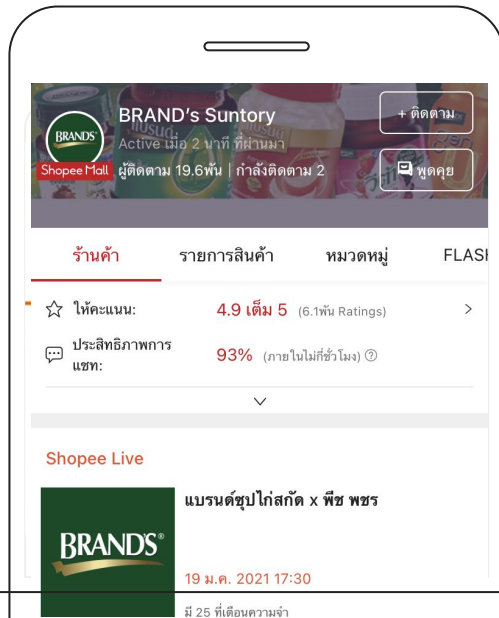 BRAND's Suntory
+ ติดตาม
BRAND'S®
Active เมื่อ 2 นาที ที่ผ่านมา
Shopee Mall
ผู้ติดตาม 19.6พัน | กำลังติดตาม 2
พูดคุย
ร้านค้า
รายการสินค้า
หมวดหมู่
FLASH
ให้คะแนน:
4.9 เต็ม 5 (6.1พัน Ratings)
ประสิทธิภาพการ
แชท:
93% (ภายในไม่กี่ชั่วโมง)
Shopee Live
แบรนด์ซุปไก่สกัด x พีช พชร
BRAND'S®
19 ม.ค. 2021 17:30
มี 25 ที่เตือนความจำ